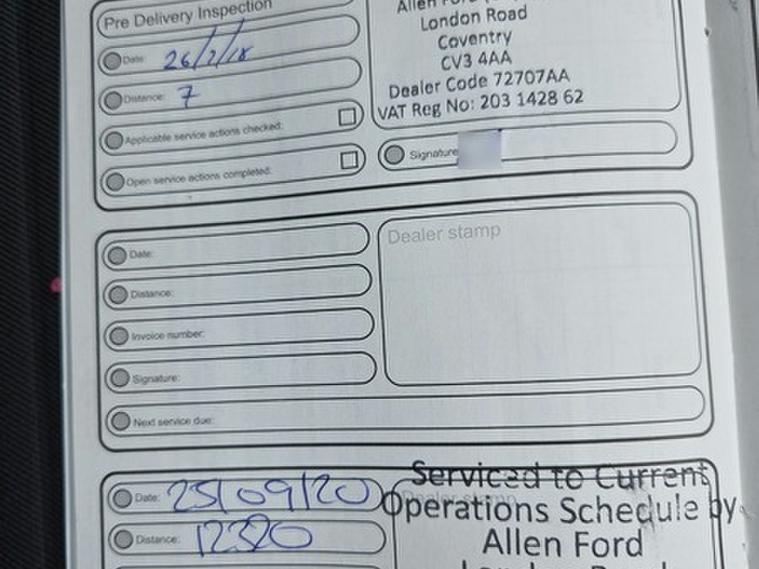 Pre Delivery Inspection
Date: 26/7/18
Distance: 7
Applicable service actions checked:
Open service actions completed:
Allen
London Road
Coventry
CV3 4AA
Dealer Code 72707AA
VAT Reg No: 203 1428 62
Signature
Date:
Distance:
Invoice number:
Signature:
Next service due:
Dealer stamp
Date: 25/09/20
Distance: 12320
Serviced to Current
Operations Schedule by
Allen Ford